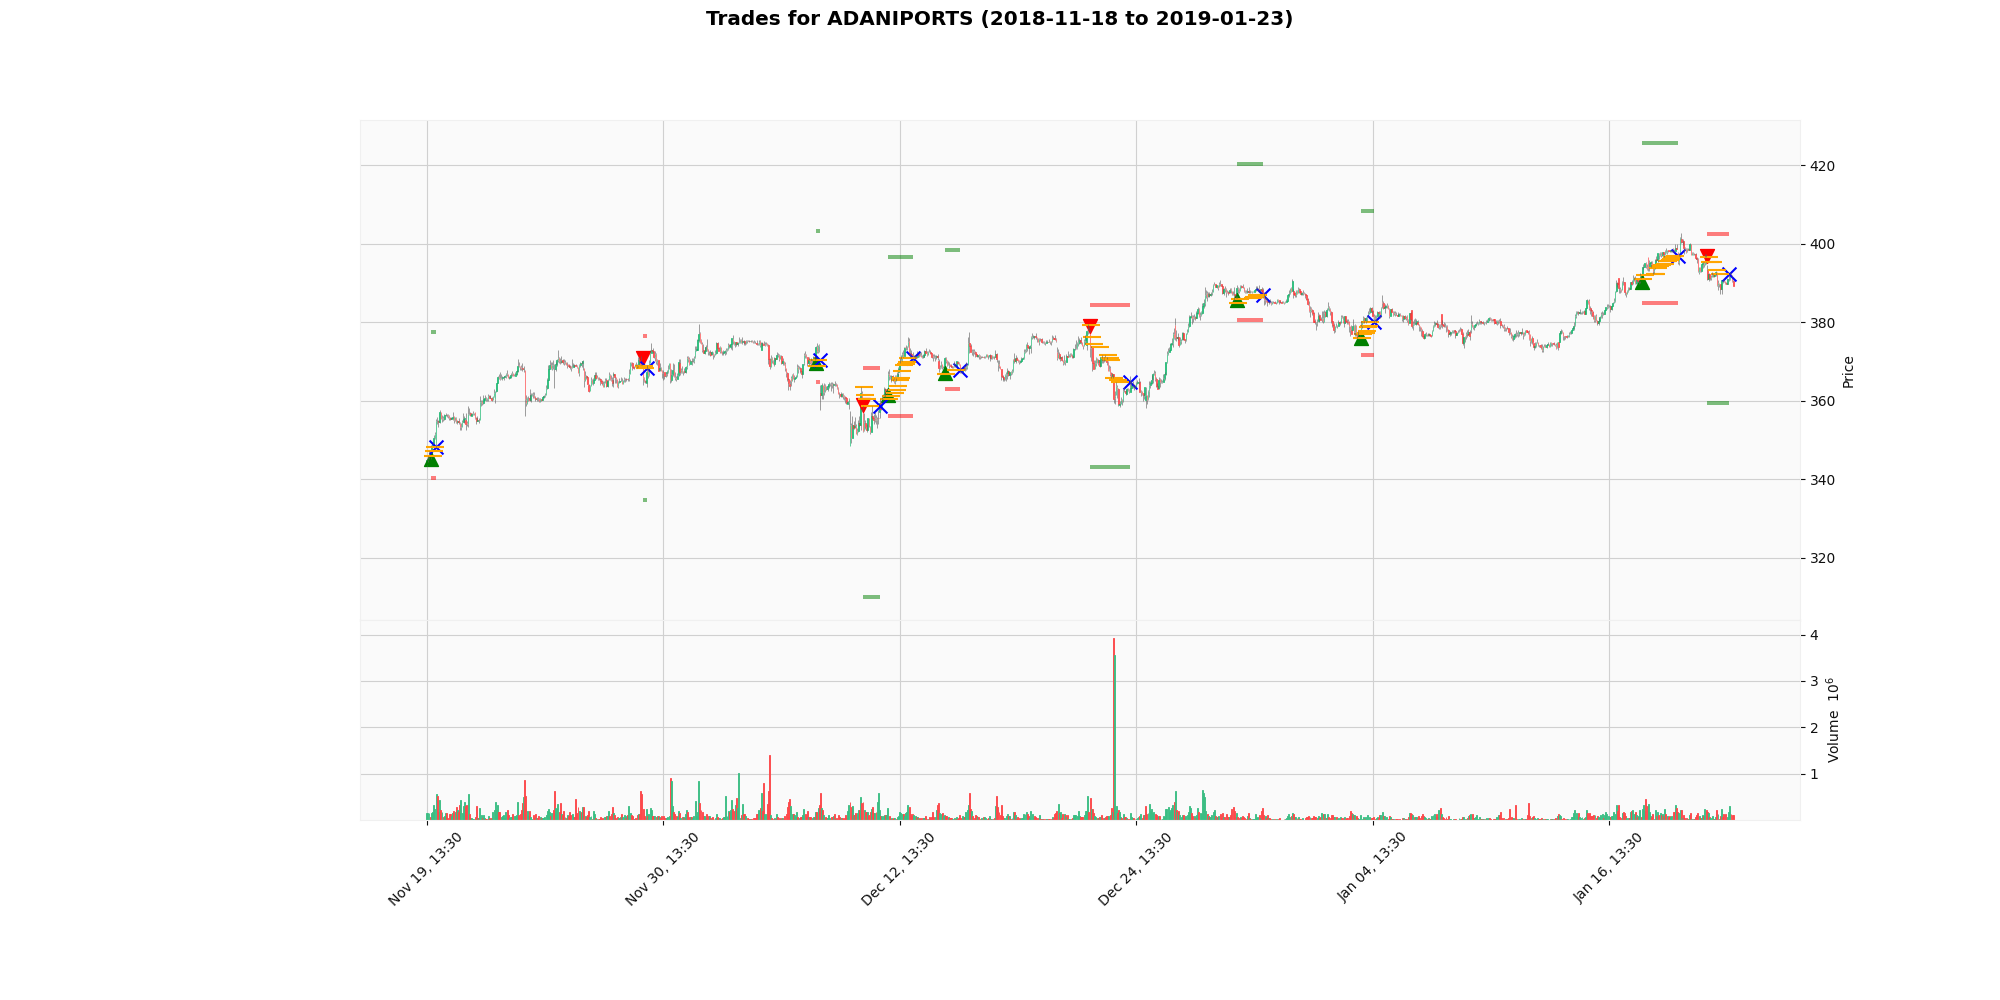 Trades for ADANIPORTS (2018-11-18 to 2019-01-23)
420
400
380
360
340
320
Price
4
3
2
1
Volume 10⁶
Nov 19, 13:30
Nov 30, 13:30
Dec 12, 13:30
Dec 24, 13:30
Jan 04, 13:30
Jan 16, 13:30